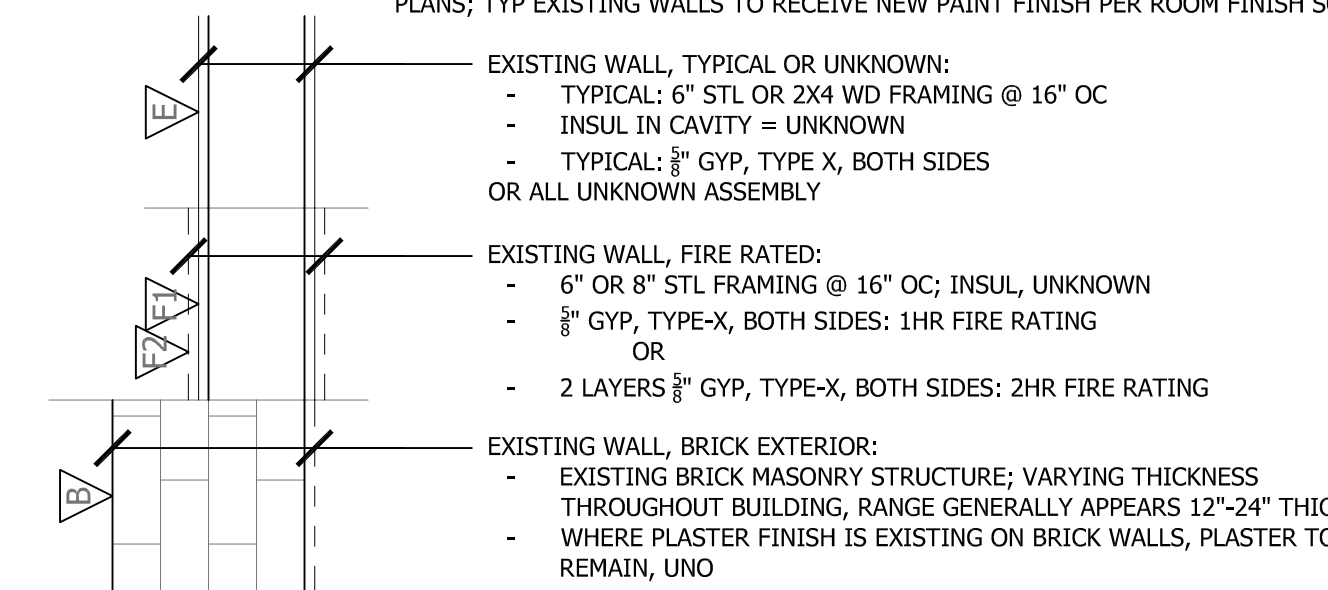 PLANS; TYP EXISTING WALLS TO RECEIVE NEW PAINT FINISH PER ROOM FINISH
EXISTING WALL, TYPICAL OR UNKNOWN:
- TYPICAL: 6" STL OR 2X4 WD FRAMING @ 16" OC
- INSUL IN CAVITY = UNKNOWN
- TYPICAL: 5/8" GYP, TYPE X, BOTH SIDES
OR ALL UNKNOWN ASSEMBLY
E
EXISTING WALL, FIRE RATED:
- 6" OR 8" STL FRAMING @ 16" OC; INSUL, UNKNOWN
- 5/8" GYP, TYPE-X, BOTH SIDES: 1HR FIRE RATING
OR
- 2 LAYERS 5/8" GYP, TYPE-X, BOTH SIDES: 2HR FIRE RATING
F1
F2
EXISTING WALL, BRICK EXTERIOR:
- EXISTING BRICK MASONRY STRUCTURE; VARYING THICKNESS
THROUGHOUT BUILDING, RANGE GENERALLY APPEARS 12"-24"
- WHERE PLASTER FINISH IS EXISTING ON BRICK WALLS, PLASTER TO
REMAIN, UNO
B